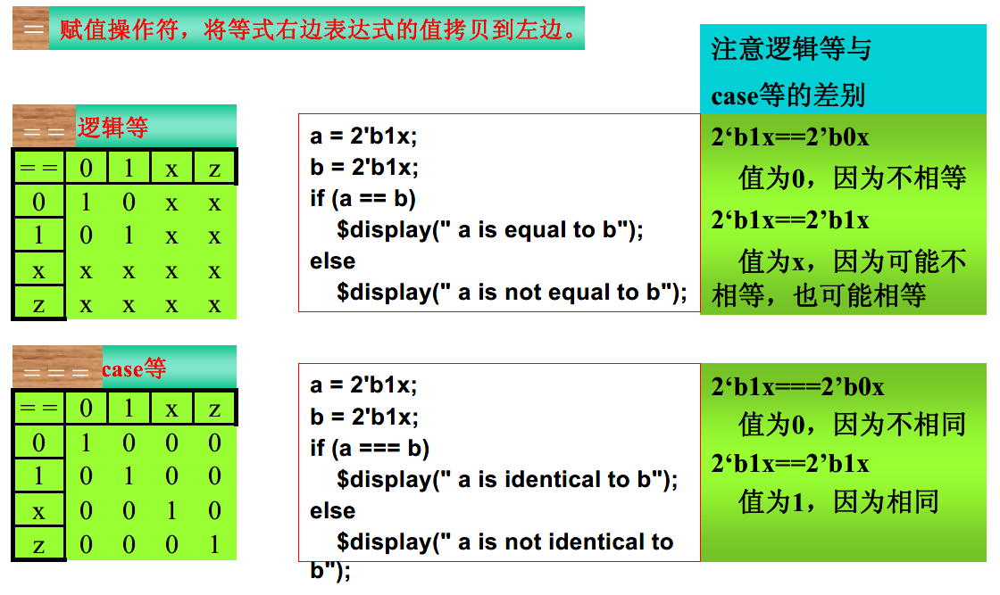 = 赋值操作符，将等式右边表达式的值拷贝到左边。
注意逻辑等与
case等的差别
== 逻辑等
== 0 1 x z
0 1 0 x x
1 0 1 x x
x x x x x
z x x x x
a = 2'b1x;
b = 2'b1x;
if (a == b)
$display(" a is equal to b");
else
$display(" a is not equal to b");
2‘b1x==2’b0x
值为0，因为不相等
2‘b1x==2’b1x
值为x，因为可能不
相等，也可能相等
=== case等
== 0 1 x z
0 1 0 0 0
1 0 1 0 0
x 0 0 1 0
z 0 0 0 1
a = 2'b1x;
b = 2'b1x;
if (a === b)
$display(" a is identical to b");
else
$display(" a is not identical to
b");
2‘b1x===2’b0x
值为0，因为不相同
2‘b1x==2’b1x
值为1，因为相同